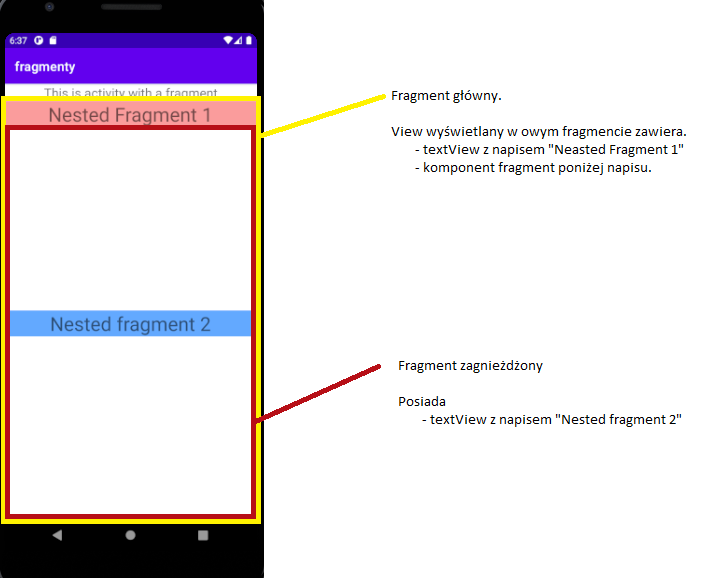 6:37
fragmenty
This is activity with a fragment
Nested Fragment 1
Nested fragment 2
Fragment główny.
View wyświetlany w owym fragmencie zawiera.
- textView z napisem "Neasted Fragment 1"
- komponent fragment poniżej napisu.
Fragment zagnieżdżony
Posiada
- textView z napisem "Nested fragment 2"